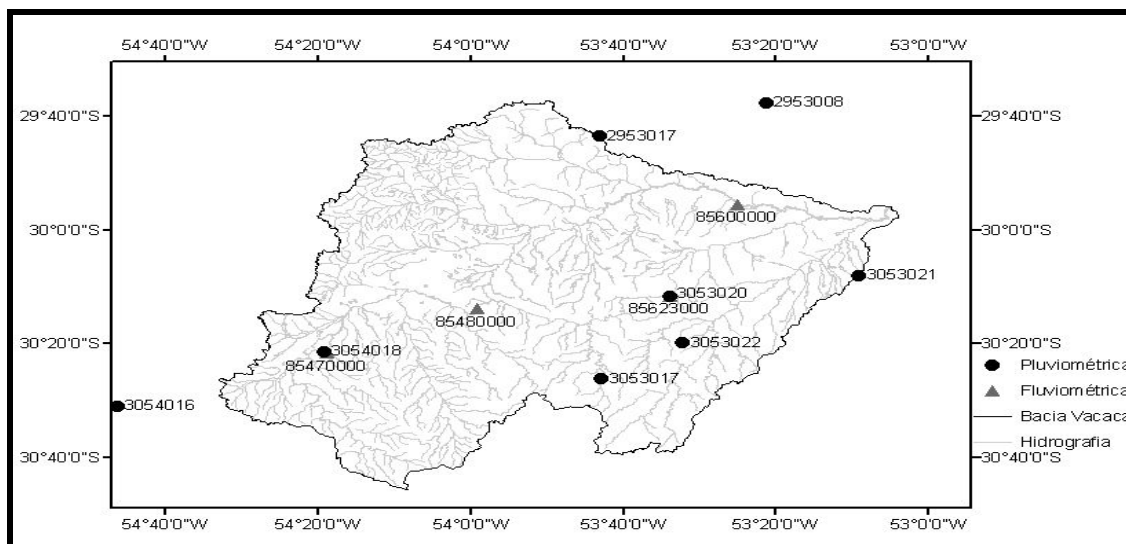 54°40'0"W 54°20'0"W 54°0'0"W 53°40'0"W 53°20'0"W 53°0'0"W
2953008
29°40'0"S 29°40'0"S
2953017
85600000
30°0'0"S 30°0'0"S
3053021
3053020
85623000
85480000
30°20'0"S 30°20'0"S
3053022
3054018
85470000
Pluviométrica
3053017
Fluviométrica
3054016
Bacia Vacaca
Hidrografia
30°40'0"S 30°40'0"S
54°40'0"W 54°20'0"W 54°0'0"W 53°40'0"W 53°20'0"W 53°0'0"W